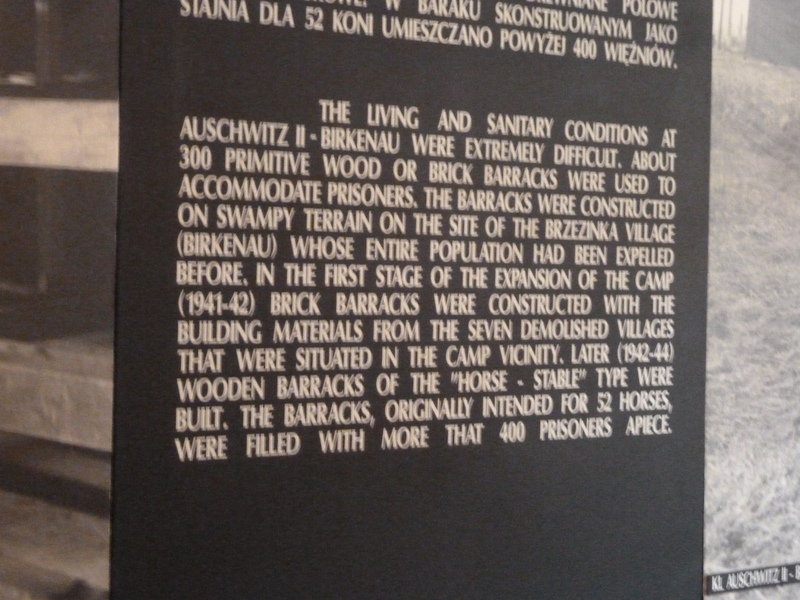 W BARAKU SKONSTRUOWANYM JAKO
STAJNIA DLA 52 KONI UMIESZCZANO POWYŻEJ 400 WIĘŹNIÓW.
THE LIVING AND SANITARY CONDITIONS AT
AUSCHWITZ II - BIRKENAU WERE EXTREMELY DIFFICULT. ABOUT
300 PRIMITIVE WOOD OR BRICK BARRACKS WERE USED TO
ACCOMMODATE PRISONERS. THE BARRACKS WERE CONSTRUCTED
ON SWAMPY TERRAIN ON THE SITE OF THE BRZEZINKA VILLAGE
(BIRKENAU) WHOSE ENTIRE POPULATION HAD BEEN EXPELLED
BEFORE. IN THE FIRST STAGE OF THE EXPANSION OF THE CAMP
(1941-42) BRICK BARRACKS WERE CONSTRUCTED WITH THE
BUILDING MATERIALS FROM THE SEVEN DEMOLISHED VILLAGES
THAT WERE SITUATED IN THE CAMP VICINITY. LATER (1942-44)
WOODEN BARRACKS OF THE "HORSE - STABLE" TYPE WERE
BUILT. THE BARRACKS, ORIGINALLY INTENDED FOR 52 HORSES,
WERE FILLED WITH MORE THAT 400 PRISONERS APIECE.
KL AUSCHWITZ II - B